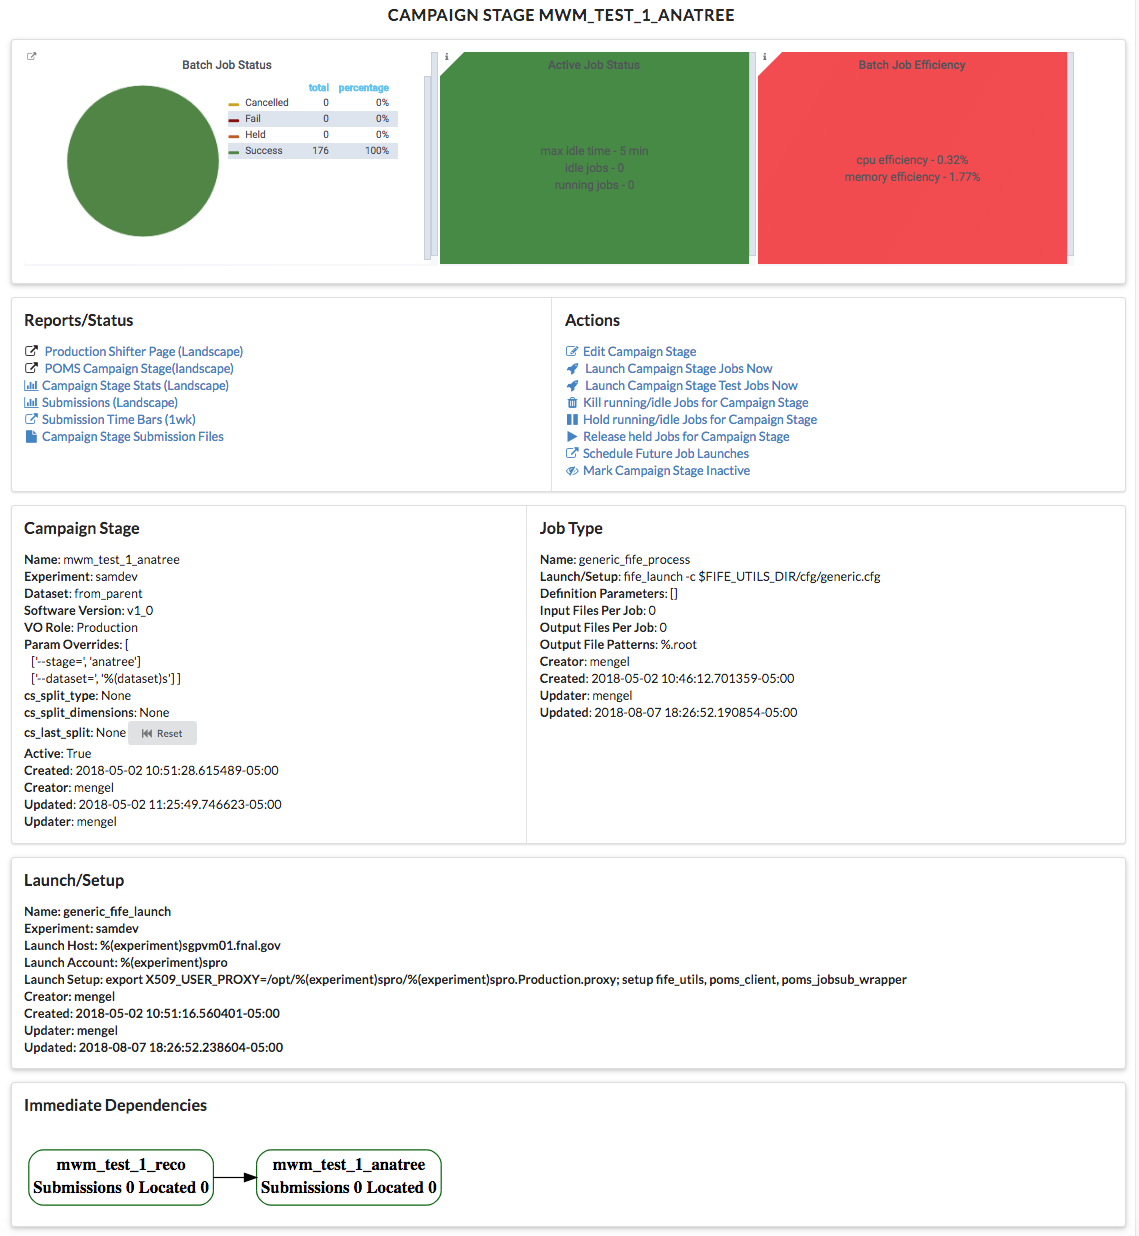 CAMPAIGN STAGE MWM_TEST_1_ANATREE
Batch Job Status
total percentage
Cancelled 0 0%
Fail 0 0%
Held 0 0%
Success 176 100%
i
Active Job Status
max idle time - 5 min
idle jobs - 0
running jobs - 0
i
Batch Job Efficiency
cpu efficiency - 0.32%
memory efficiency - 1.77%
Reports/Status
Production Shifter Page (Landscape)
POMS Campaign Stage(landscape)
Campaign Stage Stats (Landscape)
Submissions (Landscape)
Submission Time Bars (1wk)
Campaign Stage Submission Files
Actions
Edit Campaign Stage
Launch Campaign Stage Jobs Now
Launch Campaign Stage Test Jobs Now
Kill running/idle Jobs for Campaign Stage
Hold running/idle Jobs for Campaign Stage
Release held Jobs for Campaign Stage
Schedule Future Job Launches
Mark Campaign Stage Inactive
Campaign Stage
Name: mwm_test_1_anatree
Experiment: samdev
Dataset: from_parent
Software Version: v1_0
VO Role: Production
Param Overrides: [
['--stage=', 'anatree']
['--dataset=', '%(dataset)s'] ]
cs_split_type: None
cs_split_dimensions: None
cs_last_split: None Reset
Active: True
Created: 2018-05-02 10:51:28.615489-05:00
Creator: mengel
Updated: 2018-05-02 11:25:49.746623-05:00
Updater: mengel
Job Type
Name: generic_fife_process
Launch/Setup: fife_launch -c $FIFE_UTILS_DIR/cfg/generic.cfg
Definition Parameters: []
Input Files Per Job: 0
Output Files Per Job: 0
Output File Patterns: %.root
Creator: mengel
Created: 2018-05-02 10:46:12.701359-05:00
Updater: mengel
Updated: 2018-08-07 18:26:52.190854-05:00
Launch/Setup
Name: generic_fife_launch
Experiment: samdev
Launch Host: %(experiment)sgpvm01.fnal.gov
Launch Account: %(experiment)spro
Launch Setup: export X509_USER_PROXY=/opt/%(experiment)spro/%(experiment)spro.Production.proxy; setup fife_utils, poms_client, poms_jobsub_wrapper
Creator: mengel
Created: 2018-05-02 10:51:16.560401-05:00
Updater: mengel
Updated: 2018-08-07 18:26:52.238604-05:00
Immediate Dependencies
mwm_test_1_reco
Submissions 0 Located 0
mwm_test_1_anatree
Submissions 0 Located 0